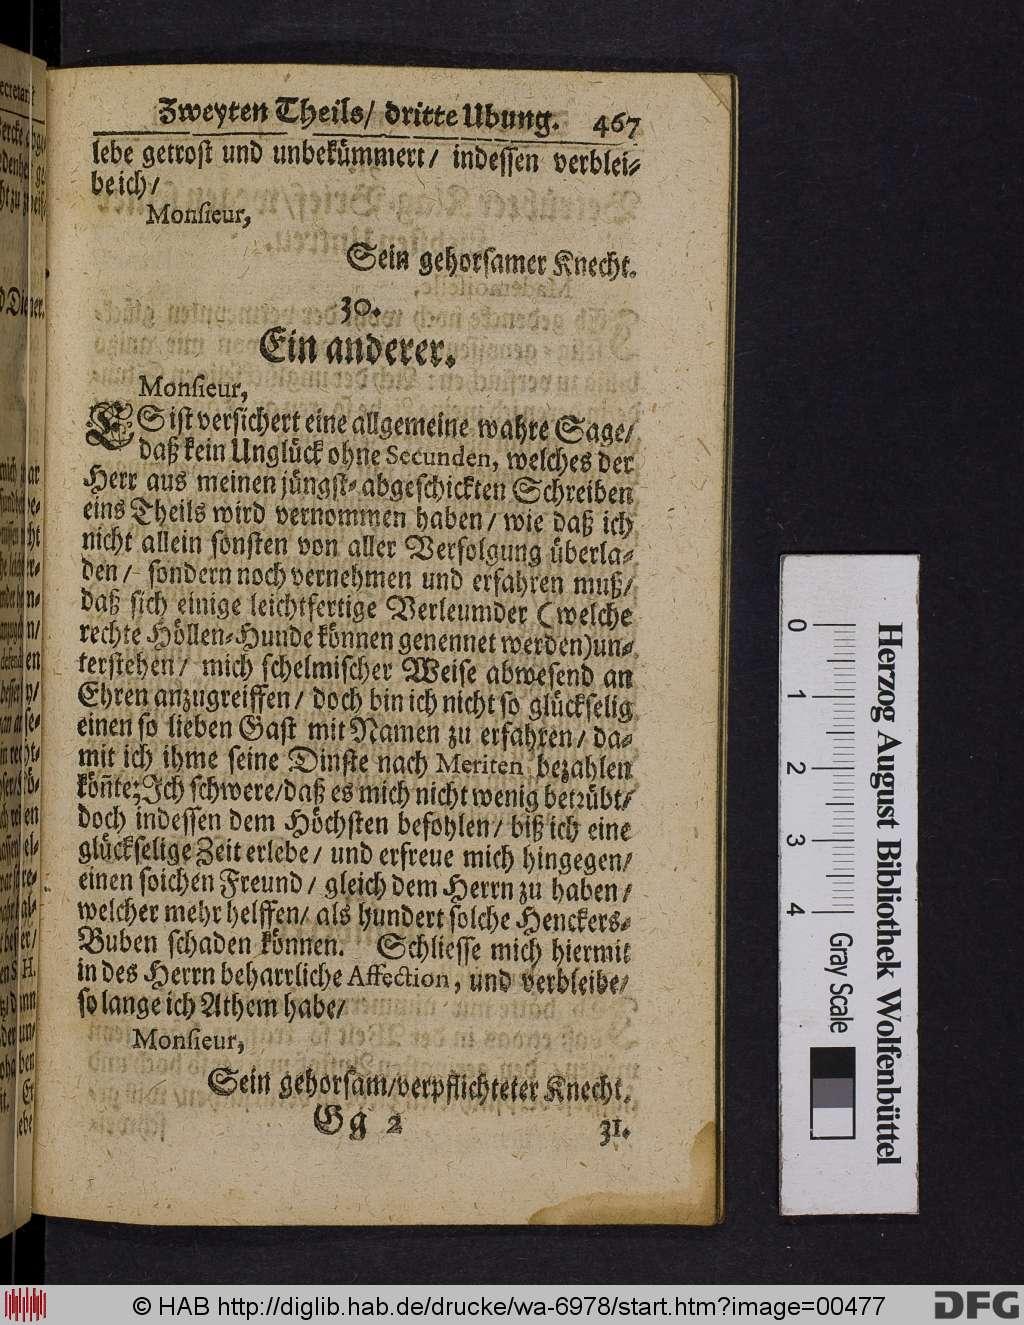 Zweyten Theils/ dritte Ubung. 467
lebe getrost und unbekümmert/ indessen verblei-
be ich/
Monsieur,
Sein gehorsamer Knecht.
30.
Ein anderer.
Monsieur,
ES ist versichert eine allgemeine wahre Sage/
daß kein Unglück ohne Secunden, welches der
Herr aus meinen jüngst-abgeschickten Schreiben
eins Theils wird vernommen haben/ wie daß ich
nicht allein sonsten von aller Verfolgung überla-
den/ sondern noch vernehmen und erfahren muß/
daß sich einige leichtfertige Verleumder (welche
rechte Höllen-Hunde können genennet werden) un-
terstehen/ mich schelmischer Weise abwesend an
Ehren anzugreiffen/ doch bin ich nicht so glückselig
einen so lieben Gast mit Namen zu erfahren/ da-
mit ich ihme seine Dinste nach Meriten bezahlen
könn̄te; Ich schwere/ daß es mich nicht wenig betrübt/
doch indessen dem Höchsten befohlen/ biß ich eine
glückselige Zeit erlebe/ und erfreue mich hingegen/
einen soichen Freund/ gleich dem Herrn zu haben/
welcher mehr helffen/ als hundert solche Henckers-
Buben schaden können. Schliesse mich hiermit
in des Herrn beharrliche Affection, und verbleibe/
so lange ich Athem habe/
Monsieur,
Sein gehorsam/ verpflichteter Knecht.
Gg 2 31.
0 1 2 3 4 Gray Scale
Herzog August Bibliothek Wolfenbüttel
© HAB http://diglib.hab.de/drucke/wa-6978/start.htm?image=00477
DFG